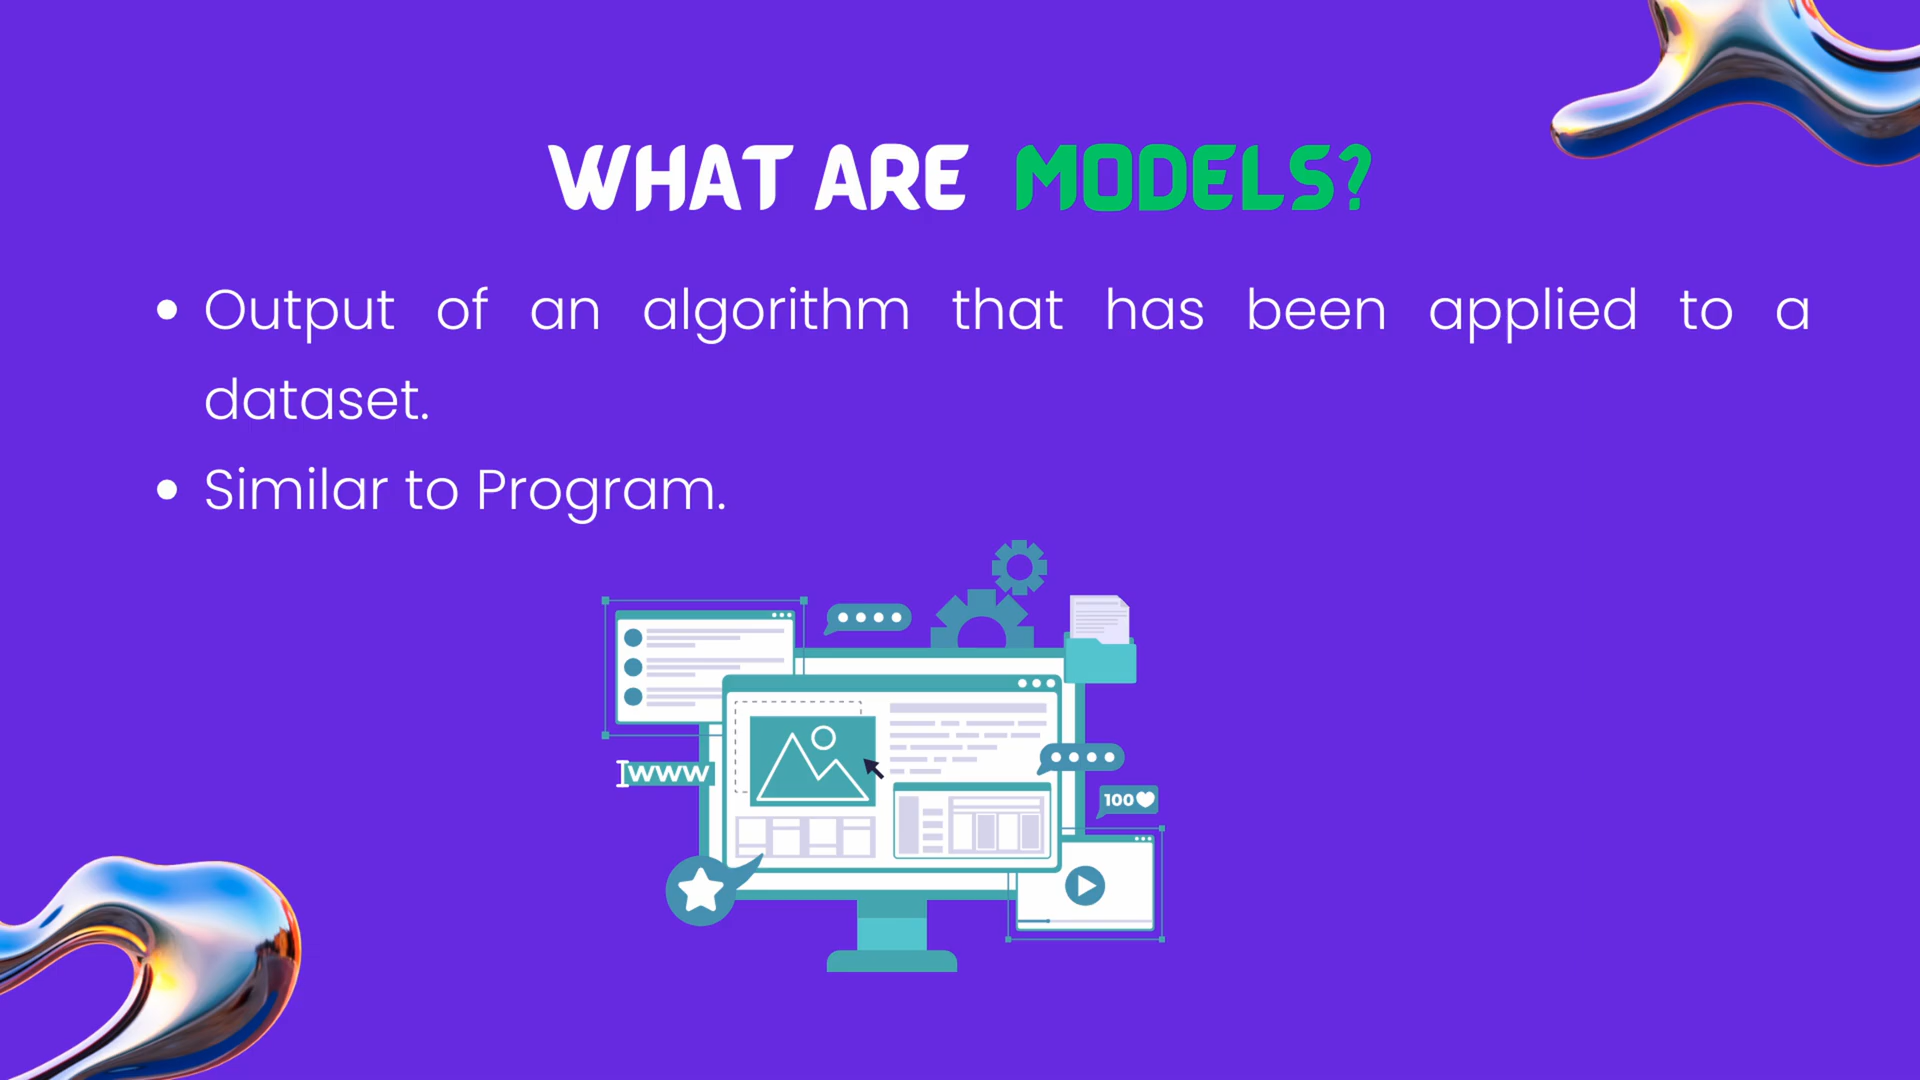 WHAT ARE MODELS?
• Output of an algorithm that has been applied to a
dataset.
• Similar to Program.
WWW
100